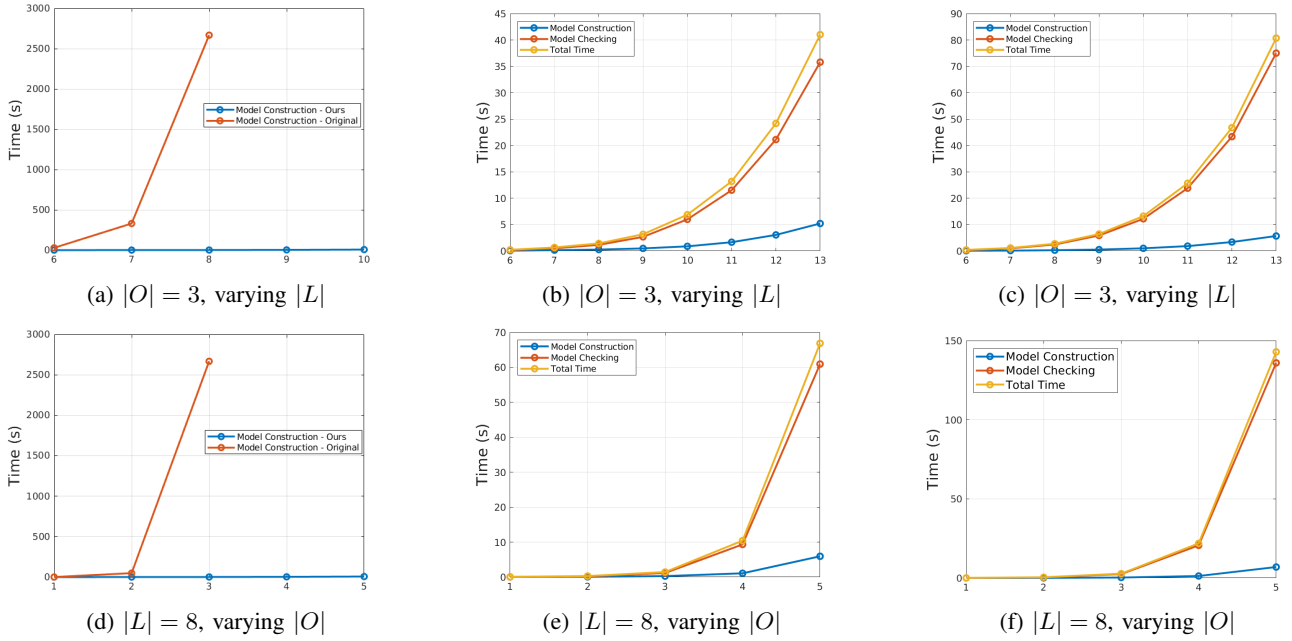 3000
2500
2000
1500
1000
500
0
Time (s)
Model Construction - Ours
Model Construction - Original
6 7 8 9 10
(a) |O| = 3, varying |L|
45
40
35
30
25
20
15
10
5
0
Time (s)
Model Construction
Model Checking
Total Time
6 7 8 9 10 11 12 13
(b) |O| = 3, varying |L|
90
80
70
60
50
40
30
20
10
0
Time (s)
Model Construction
Model Checking
Total Time
6 7 8 9 10 11 12 13
(c) |O| = 3, varying |L|
3000
2500
2000
1500
1000
500
0
Time (s)
Model Construction - Ours
Model Construction - Original
1 2 3 4 5
(d) |L| = 8, varying |O|
70
60
50
40
30
20
10
0
Time (s)
Model Construction
Model Checking
Total Time
1 2 3 4 5
(e) |L| = 8, varying |O|
150
100
50
0
Time (s)
Model Construction
Model Checking
Total Time
1 2 3 4 5
(f) |L| = 8, varying |O|